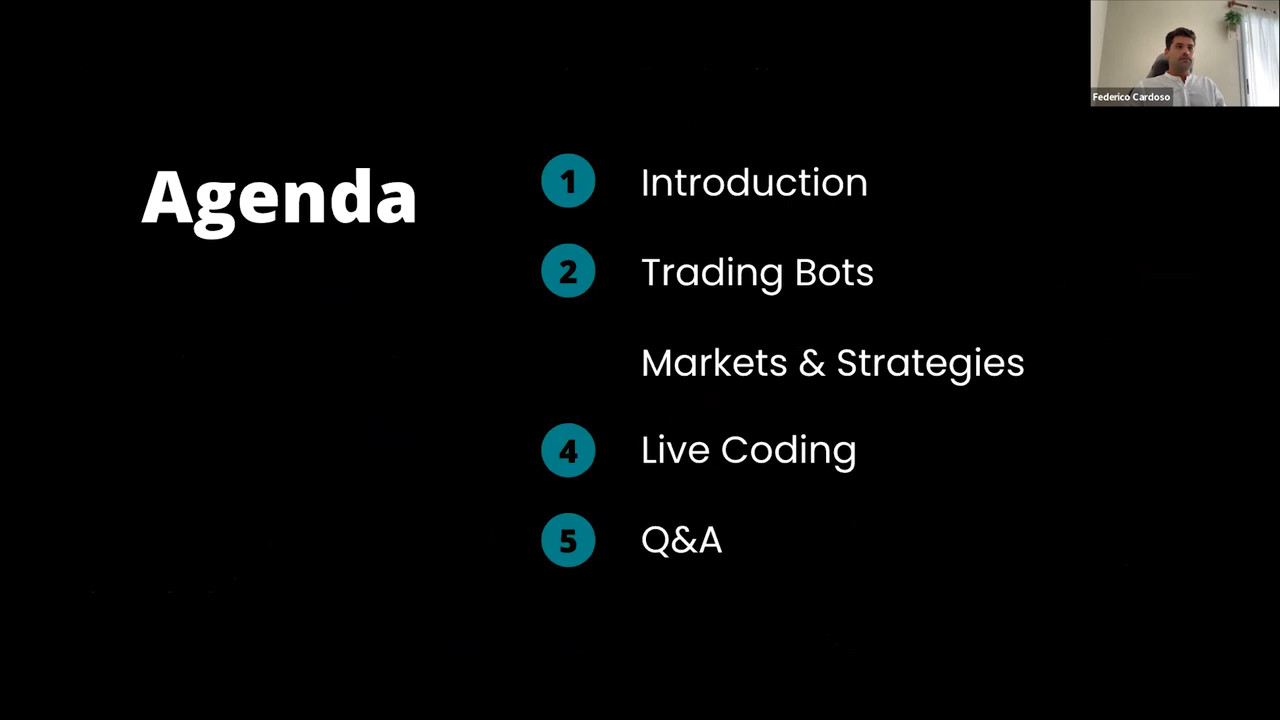 Federico Cardoso
Agenda
1 Introduction
2 Trading Bots
Markets & Strategies
4 Live Coding
5 Q&A